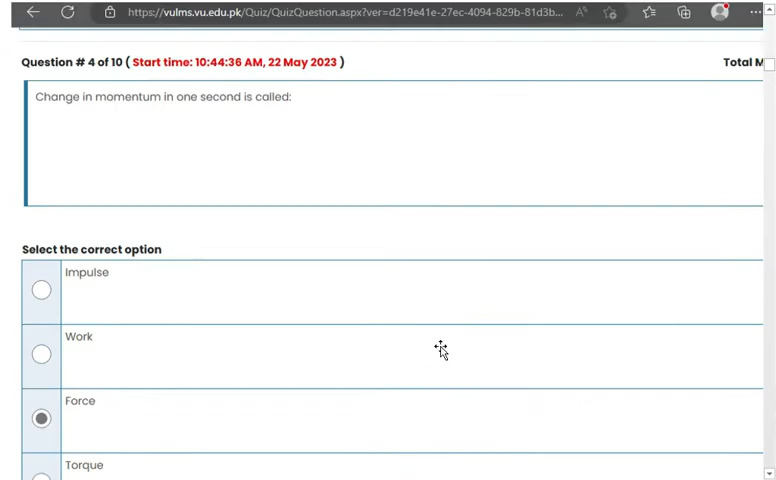 https://vulms.vu.edu.pk/Quiz/QuizQuestion.aspx?ver=d219e41e-27ec-4094-829b-81d3b...
Question # 4 of 10 ( Start time: 10:44:36 AM, 22 May 2023 )
Total M
Change in momentum in one second is called:
Select the correct option
Impulse
Work
Force
Torque